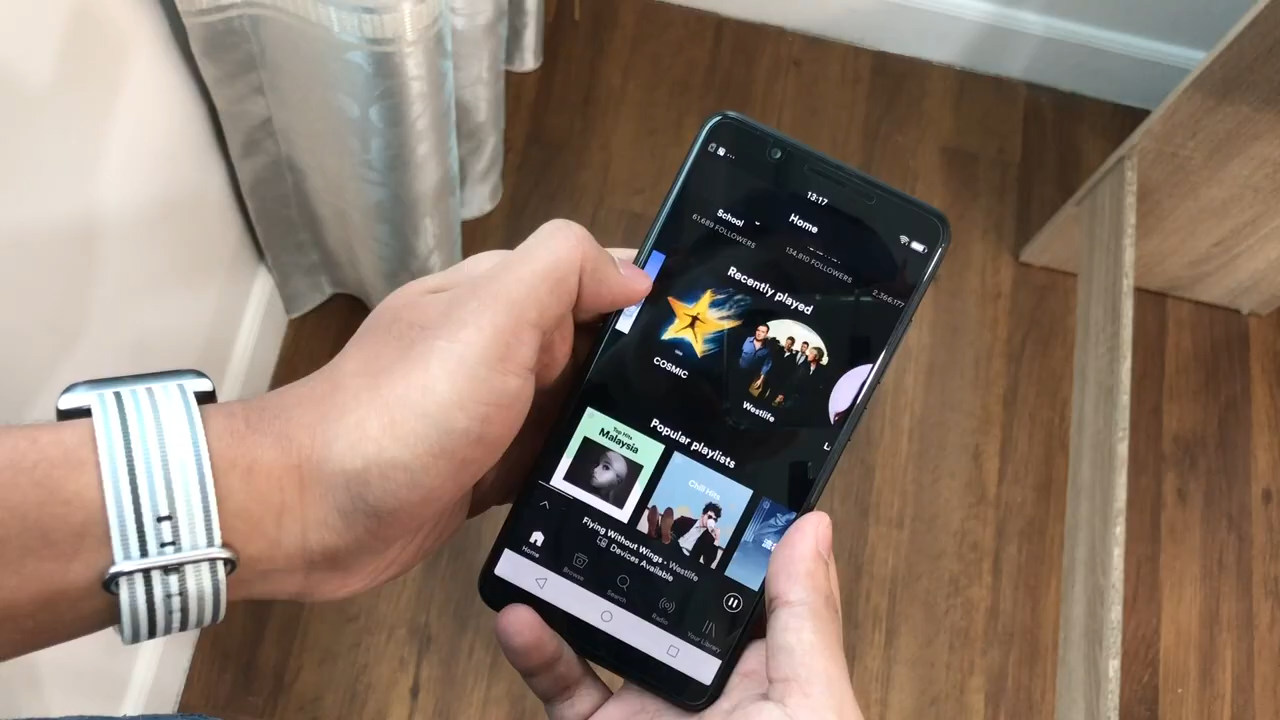 13:17
Home
School
61,689 FOLLOWERS
134,810 FOLLOWERS
2,366,177
Recently played
COSMIC
Westlife
Popular playlists
Top Hits
Malaysia
Chill Hits
Flying Without Wings • Westlife
Devices Available
Home
Browse
Search
Radio
Your Library